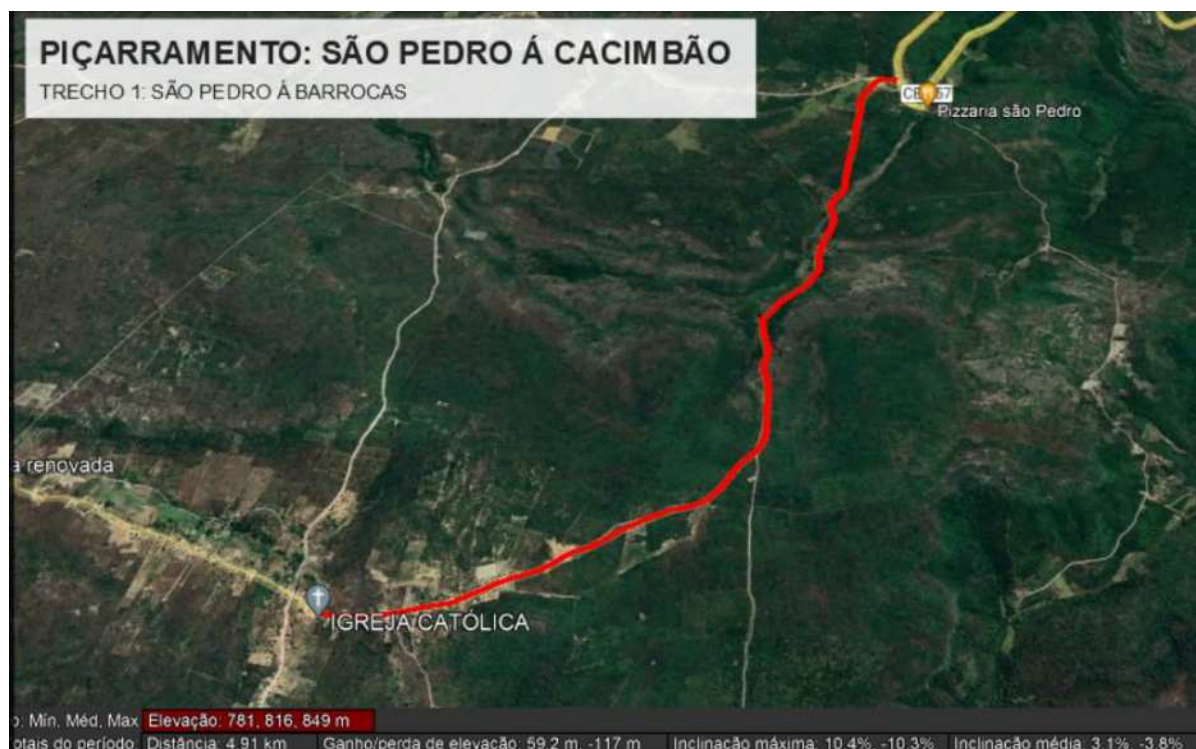 PIÇARRAMENTO: SÃO PEDRO Á CACIMBÃO
TRECHO 1: SÃO PEDRO Á BARROCAS
Pizzaria são Pedro
a renovada
IGREJA CATÓLICA
Mín, Méd, Max Elevação: 781, 816, 849 m
otais do período: Distância: 4.91 km Ganho/perda de elevação: 59.2 m, -117 m Inclinação máxima: 10.4%, -10.3% Inclinação média: 3.1%, -3.8%